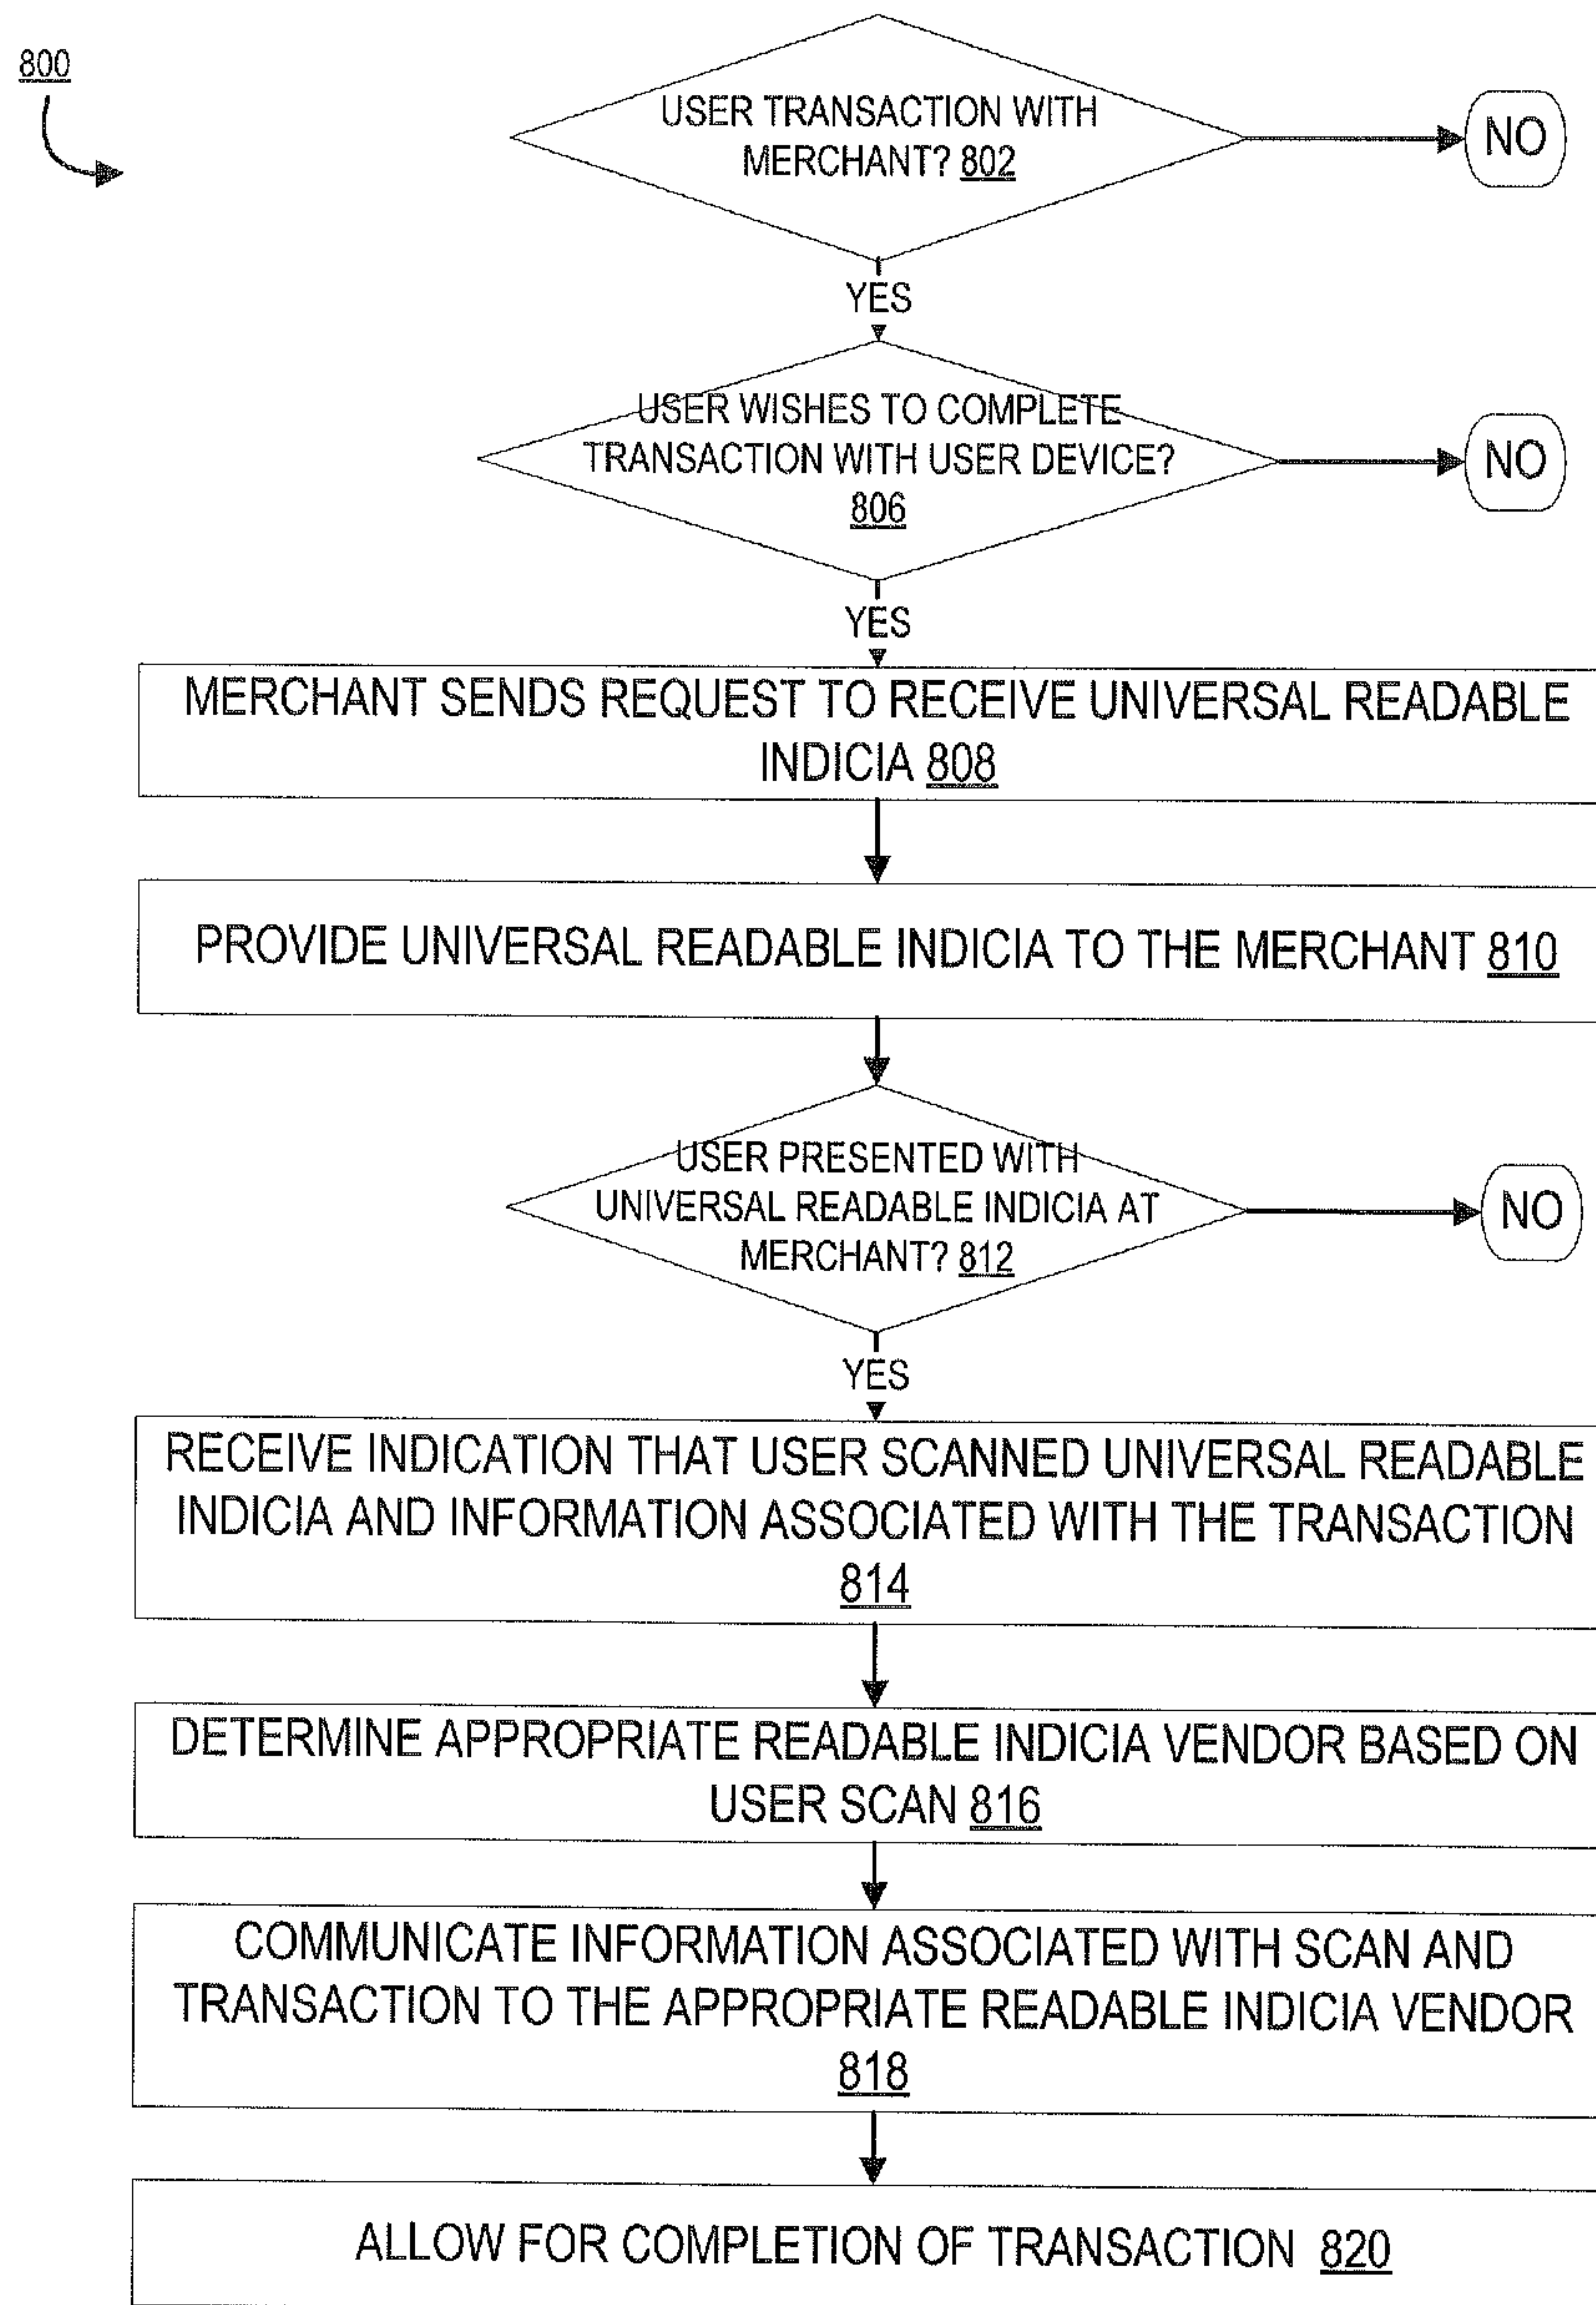 800
USER TRANSACTION WITH
MERCHANT? 802
NO
YES
USER WISHES TO COMPLETE
TRANSACTION WITH USER DEVICE?
806
NO
YES
MERCHANT SENDS REQUEST TO RECEIVE UNIVERSAL READABLE
INDICIA 808
PROVIDE UNIVERSAL READABLE INDICIA TO THE MERCHANT 810
USER PRESENTED WITH
UNIVERSAL READABLE INDICIA AT
MERCHANT? 812
NO
YES
RECEIVE INDICATION THAT USER SCANNED UNIVERSAL READABLE
INDICIA AND INFORMATION ASSOCIATED WITH THE TRANSACTION
814
DETERMINE APPROPRIATE READABLE INDICIA VENDOR BASED ON
USER SCAN 816
COMMUNICATE INFORMATION ASSOCIATED WITH SCAN AND
TRANSACTION TO THE APPROPRIATE READABLE INDICIA VENDOR
818
ALLOW FOR COMPLETION OF TRANSACTION 820